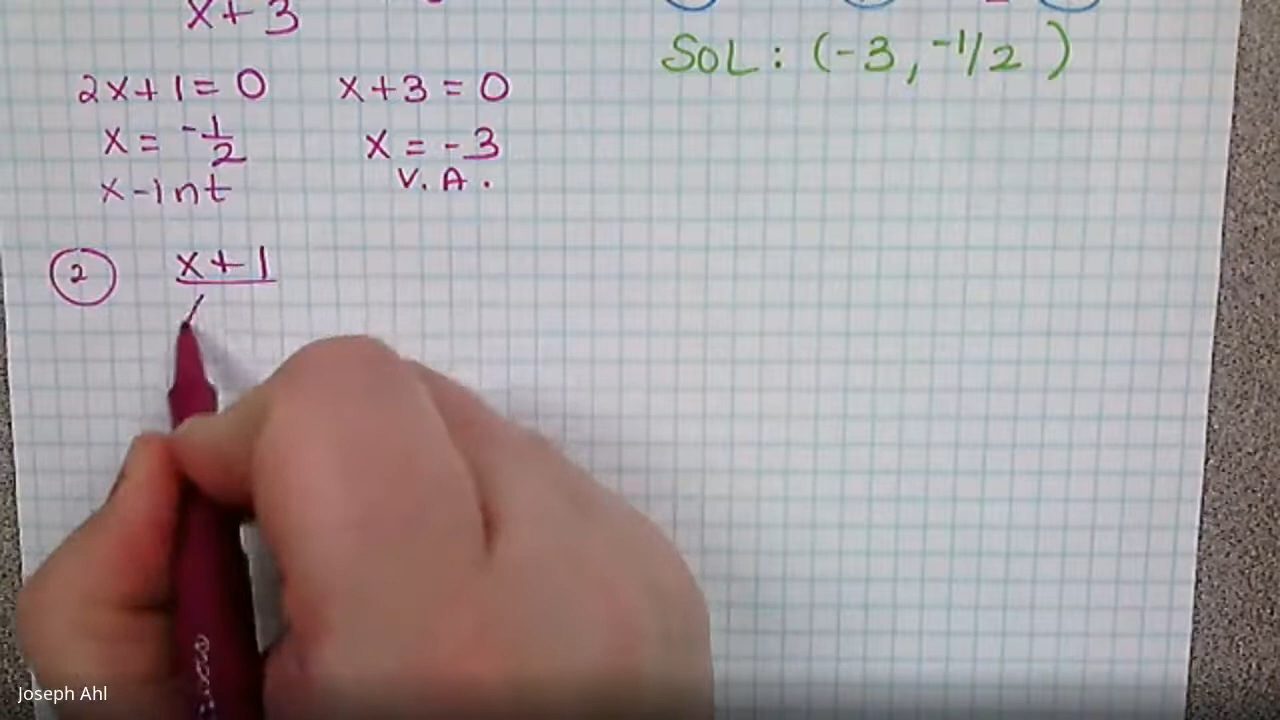 x+3
SOL: (-3, -1/2)
2x+1=0 x+3=0
x = -1/2 x = -3
x-int V.A.
② x+1
Joseph Ahl